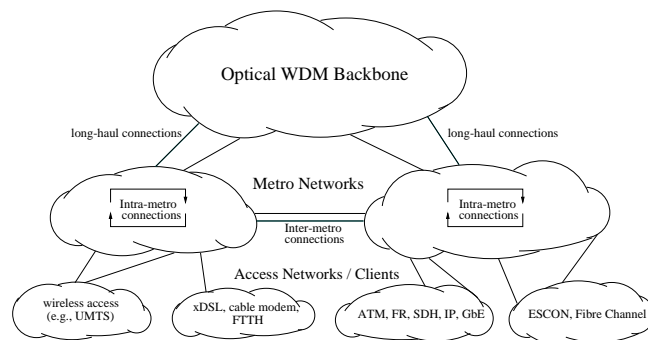 Optical WDM Backbone
long-haul connections
long-haul connections
Metro Networks
Intra-metro
connections
Intra-metro
connections
Inter-metro
connections
Access Networks / Clients
wireless access
(e.g., UMTS)
xDSL, cable modem,
FTTH
ATM, FR, SDH, IP, GbE
ESCON, Fibre Channel